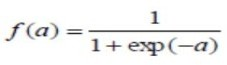 f(a) = 1 / (1 + exp(−a))